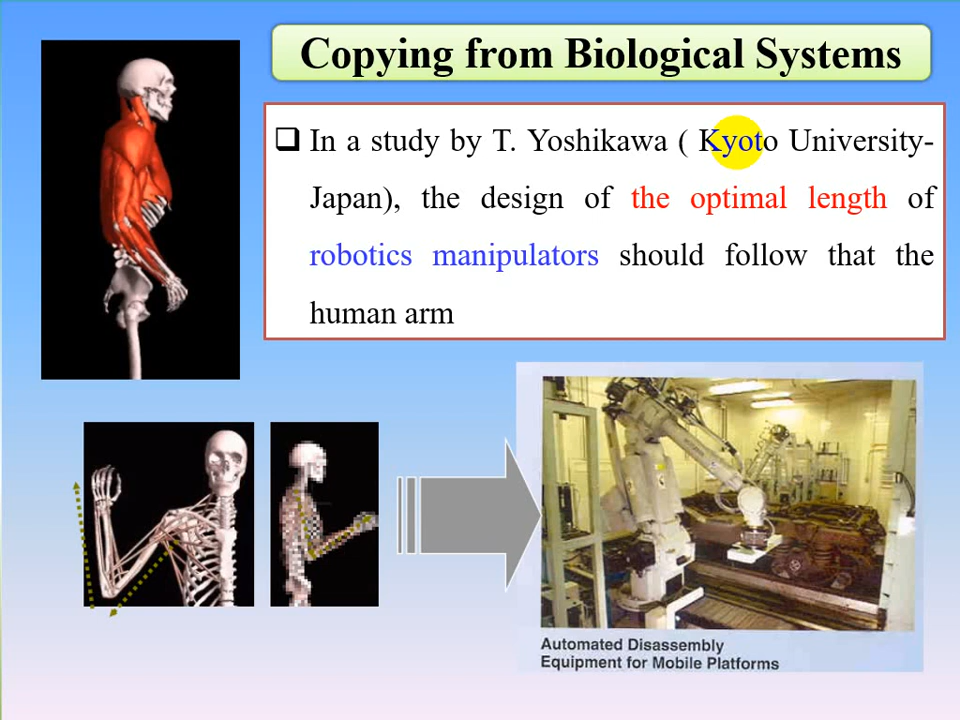 Copying from Biological Systems
❑ In a study by T. Yoshikawa ( Kyoto University-
Japan), the design of the optimal length of
robotics manipulators should follow that the
human arm
Automated Disassembly
Equipment for Mobile Platforms